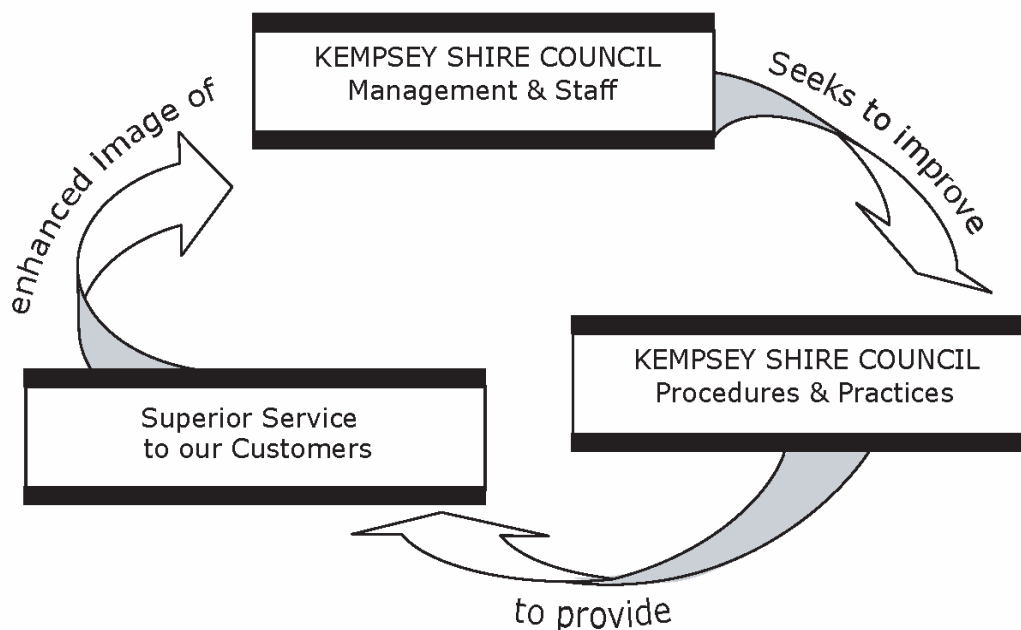 KEMPSEY SHIRE COUNCIL
Management & Staff
Seeks to improve
KEMPSEY SHIRE COUNCIL
Procedures & Practices
to provide
Superior Service
to our Customers
enhanced image of